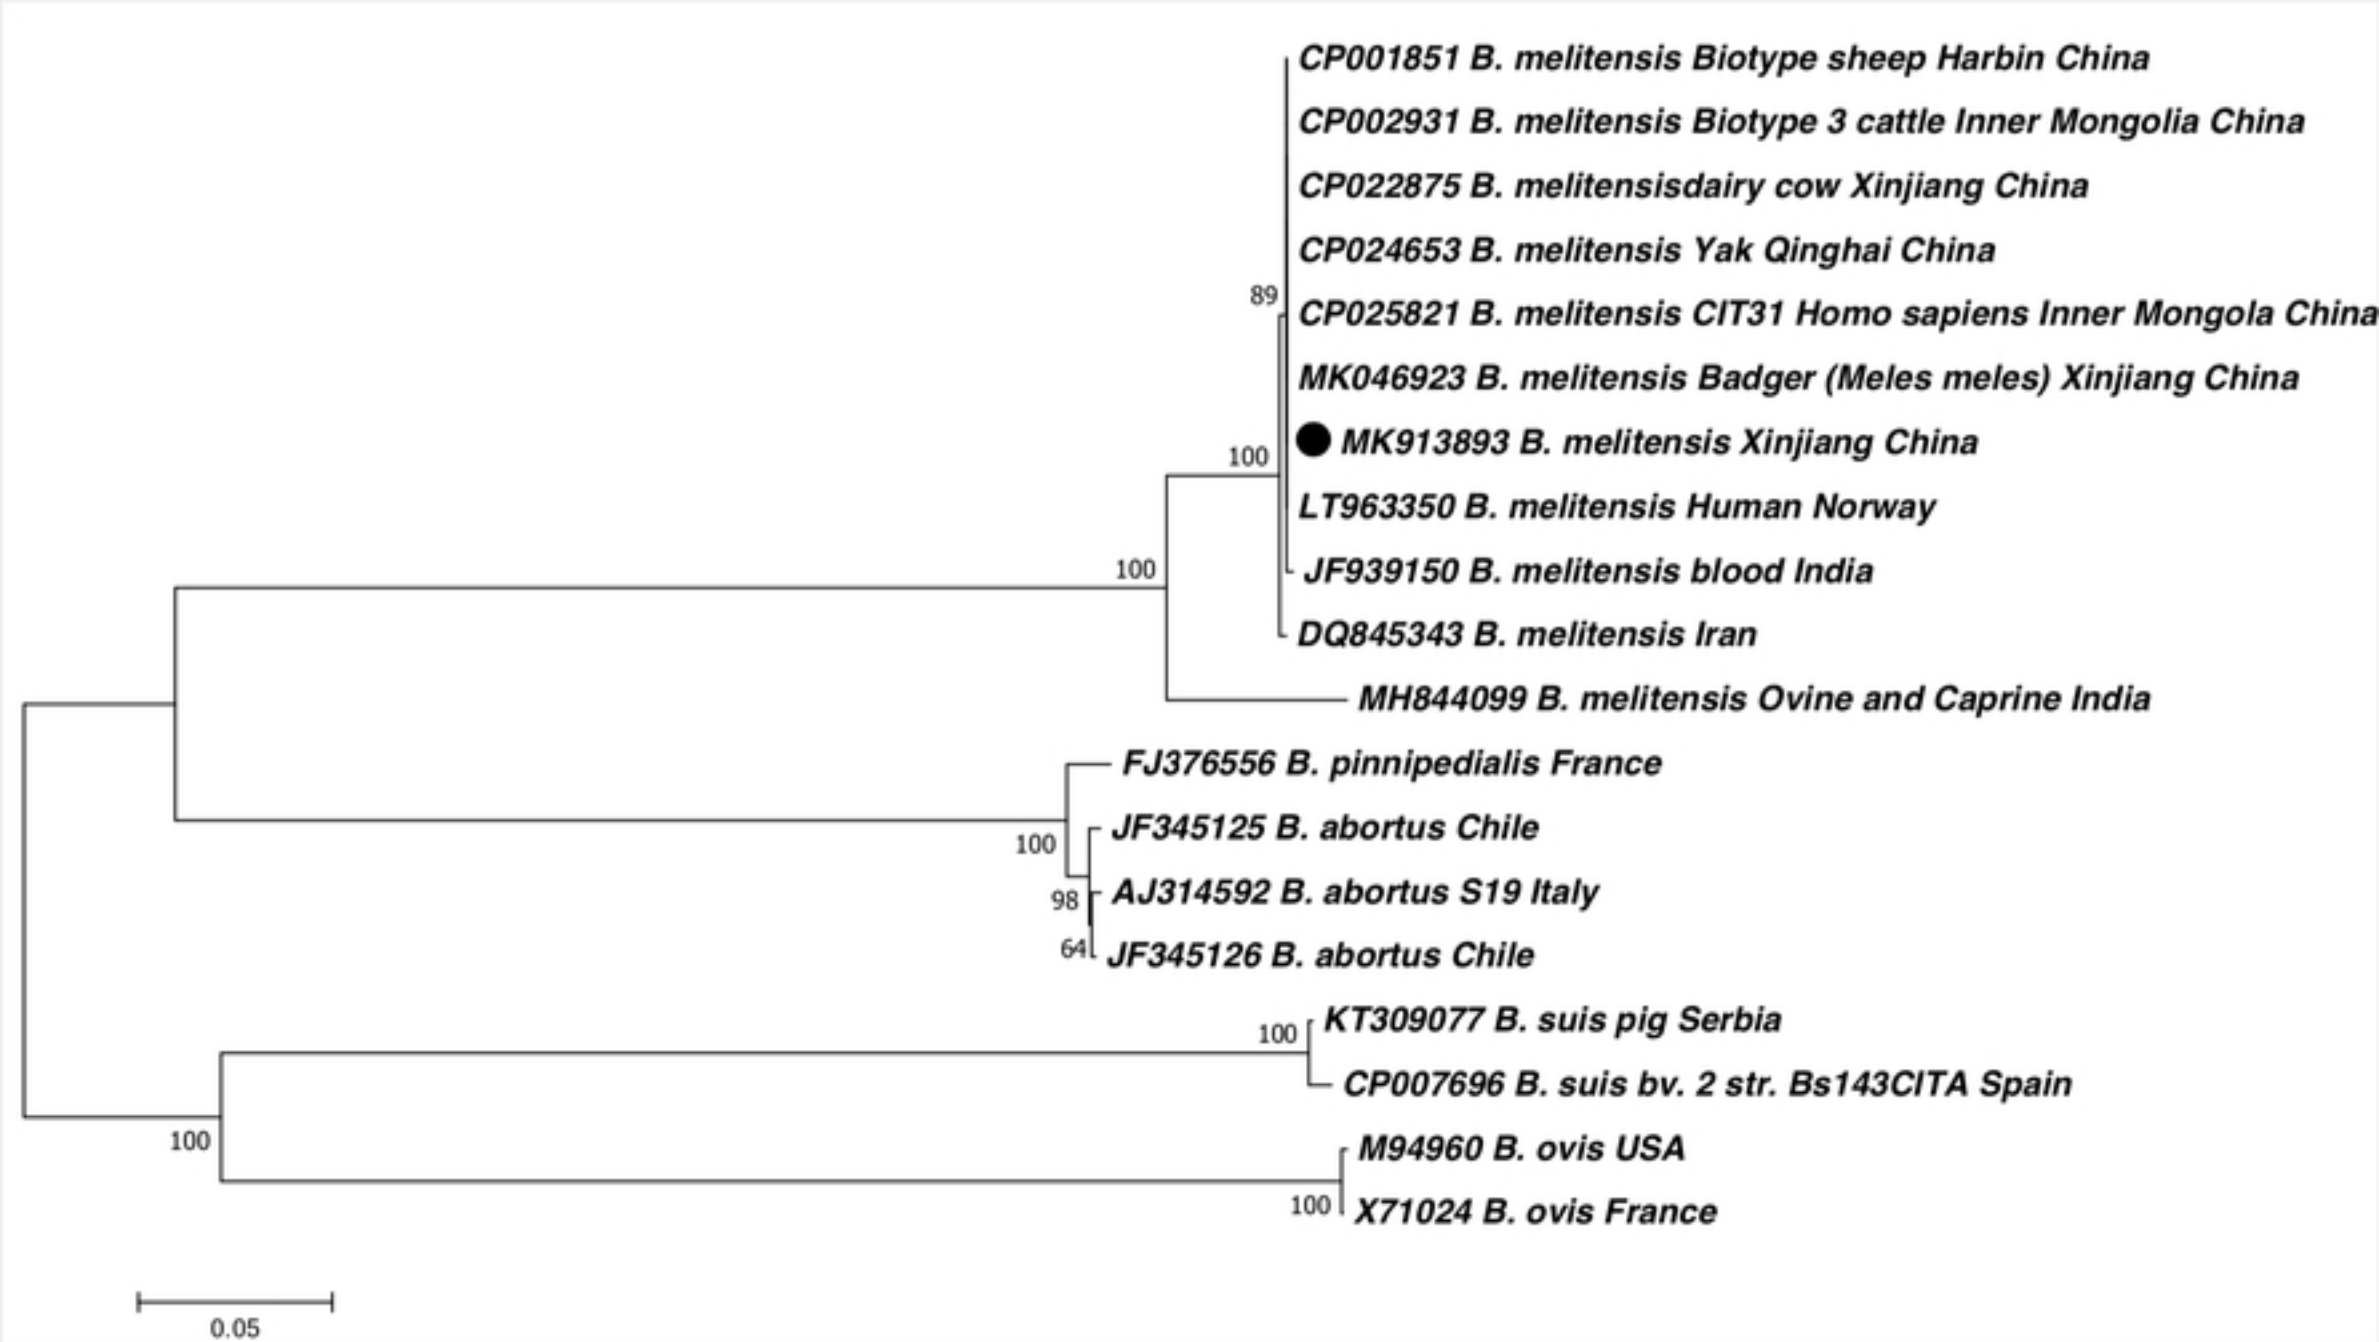 CP001851 B. melitensis Biotype sheep Harbin China
CP002931 B. melitensis Biotype 3 cattle Inner Mongolia China
CP022875 B. melitensisdairy cow Xinjiang China
CP024653 B. melitensis Yak Qinghai China
89
CP025821 B. melitensis CIT31 Homo sapiens Inner Mongola China
MK046923 B. melitensis Badger (Meles meles) Xinjiang China
MK913893 B. melitensis Xinjiang China
100
LT963350 B. melitensis Human Norway
100
JF939150 B. melitensis blood India
DQ845343 B. melitensis Iran
MH844099 B. melitensis Ovine and Caprine India
FJ376556 B. pinnipedialis France
JF345125 B. abortus Chile
100
AJ314592 B. abortus S19 Italy
98
64
JF345126 B. abortus Chile
KT309077 B. suis pig Serbia
100
CP007696 B. suis bv. 2 str. Bs143CITA Spain
100
M94960 B. ovis USA
100
X71024 B. ovis France
0.05